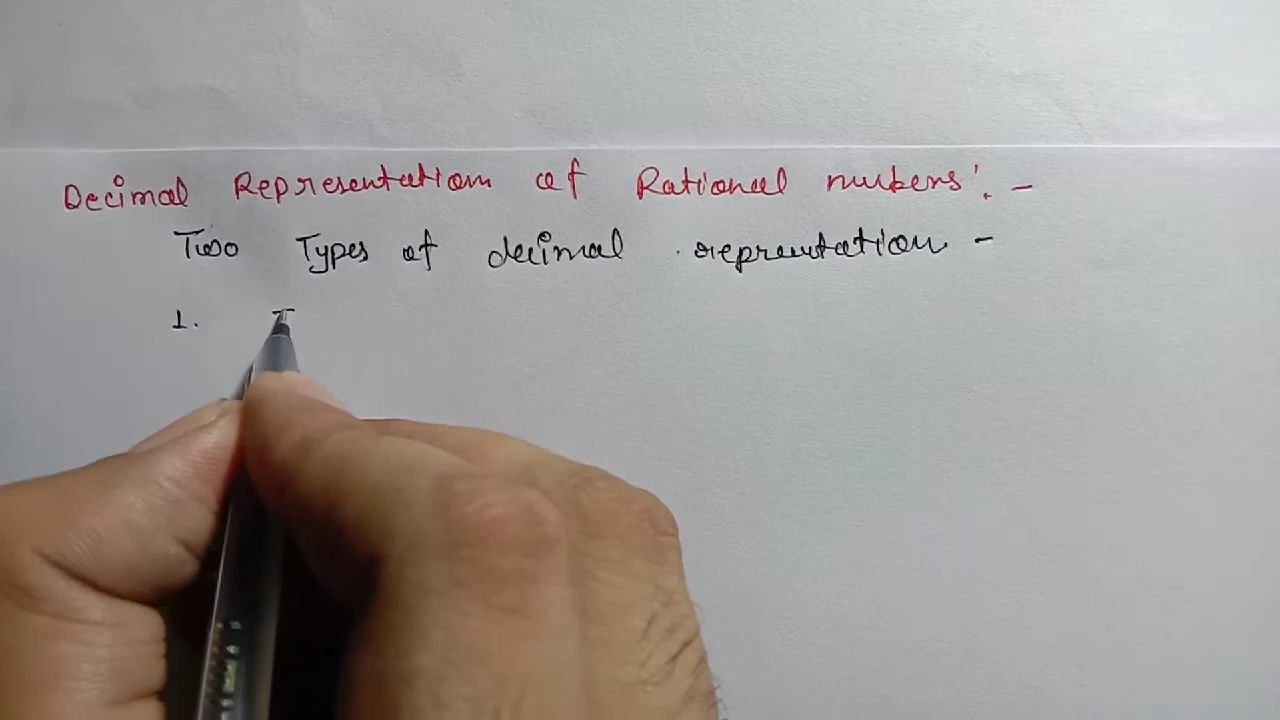 Decimal Representation of Rational numbers:-
Two Types of decimal representation -
1. T